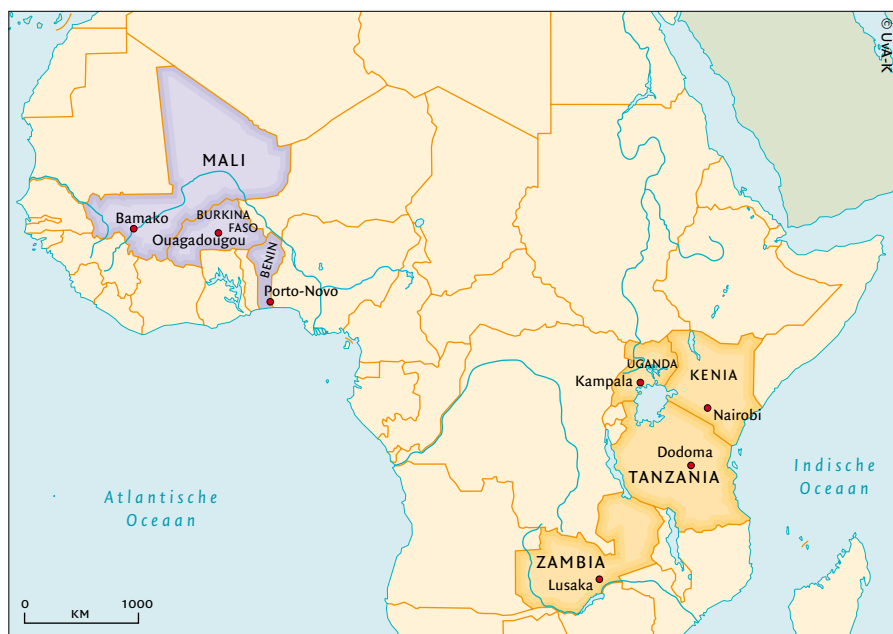 © UvA-K
MALI
Bamako
BURKINA
FASO
Ouagadougou
BENIN
Porto-Novo
UGANDA
Kampala
KENIA
Nairobi
Dodoma
TANZANIA
Indische
Oceaan
Atlantische
Oceaan
ZAMBIA
Lusaka
0 1000
KM